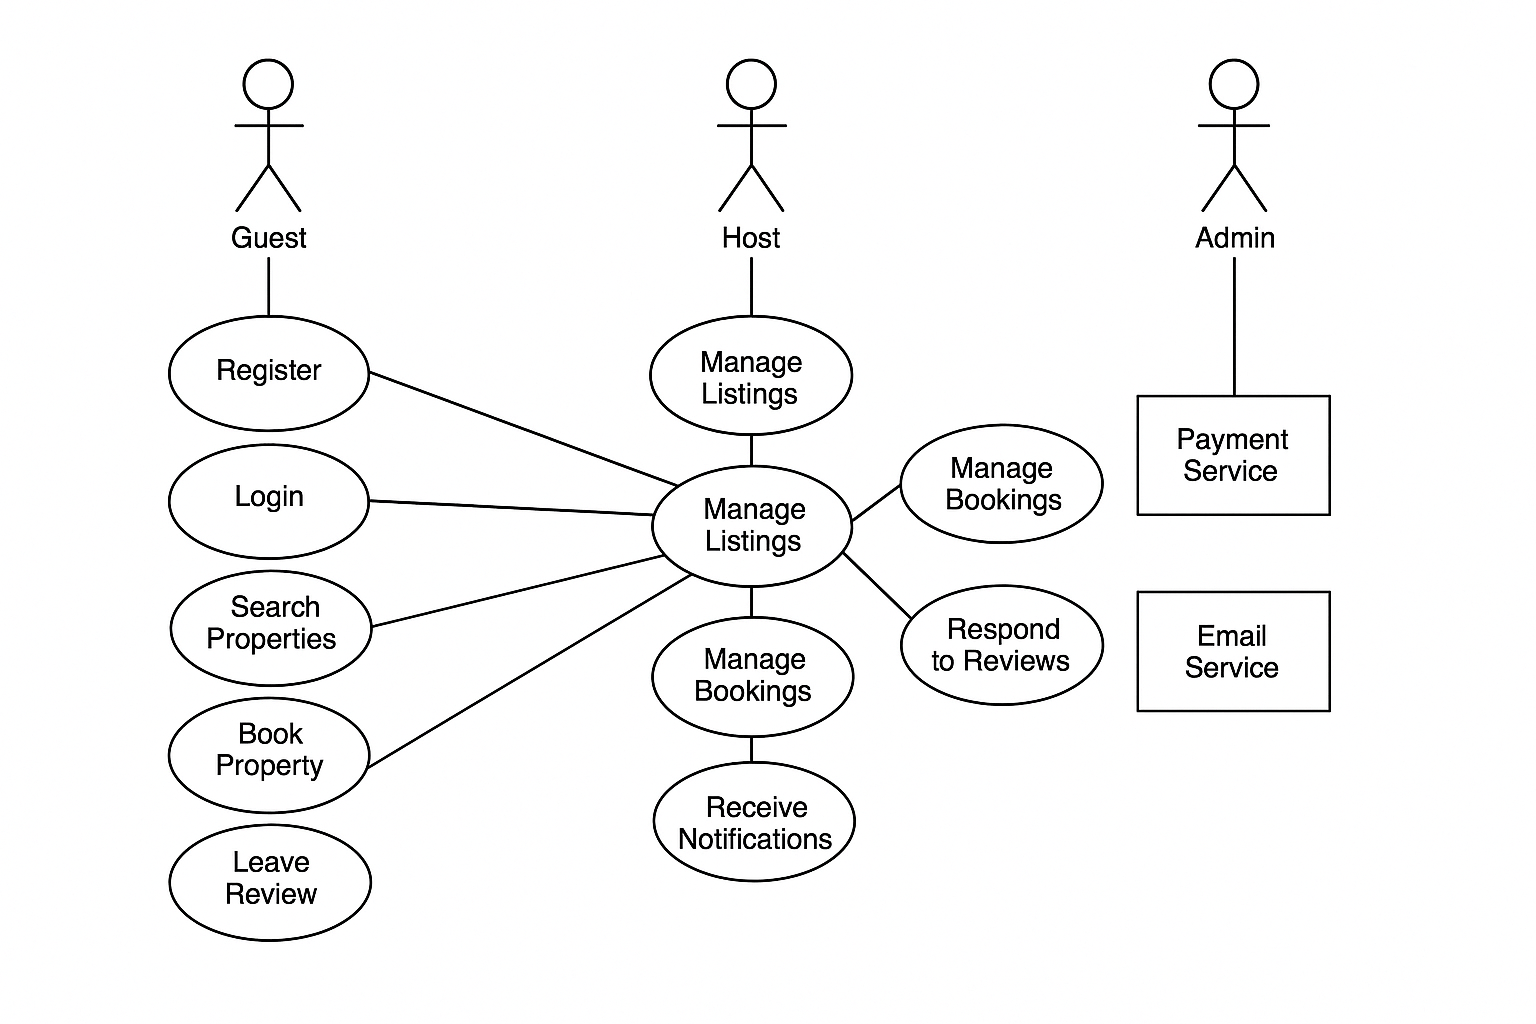 Guest
Host
Admin
Register
Login
Search
Properties
Book
Property
Leave
Review
Manage
Listings
Manage
Listings
Manage
Bookings
Receive
Notifications
Manage
Bookings
Respond
to Reviews
Payment
Service
Email
Service